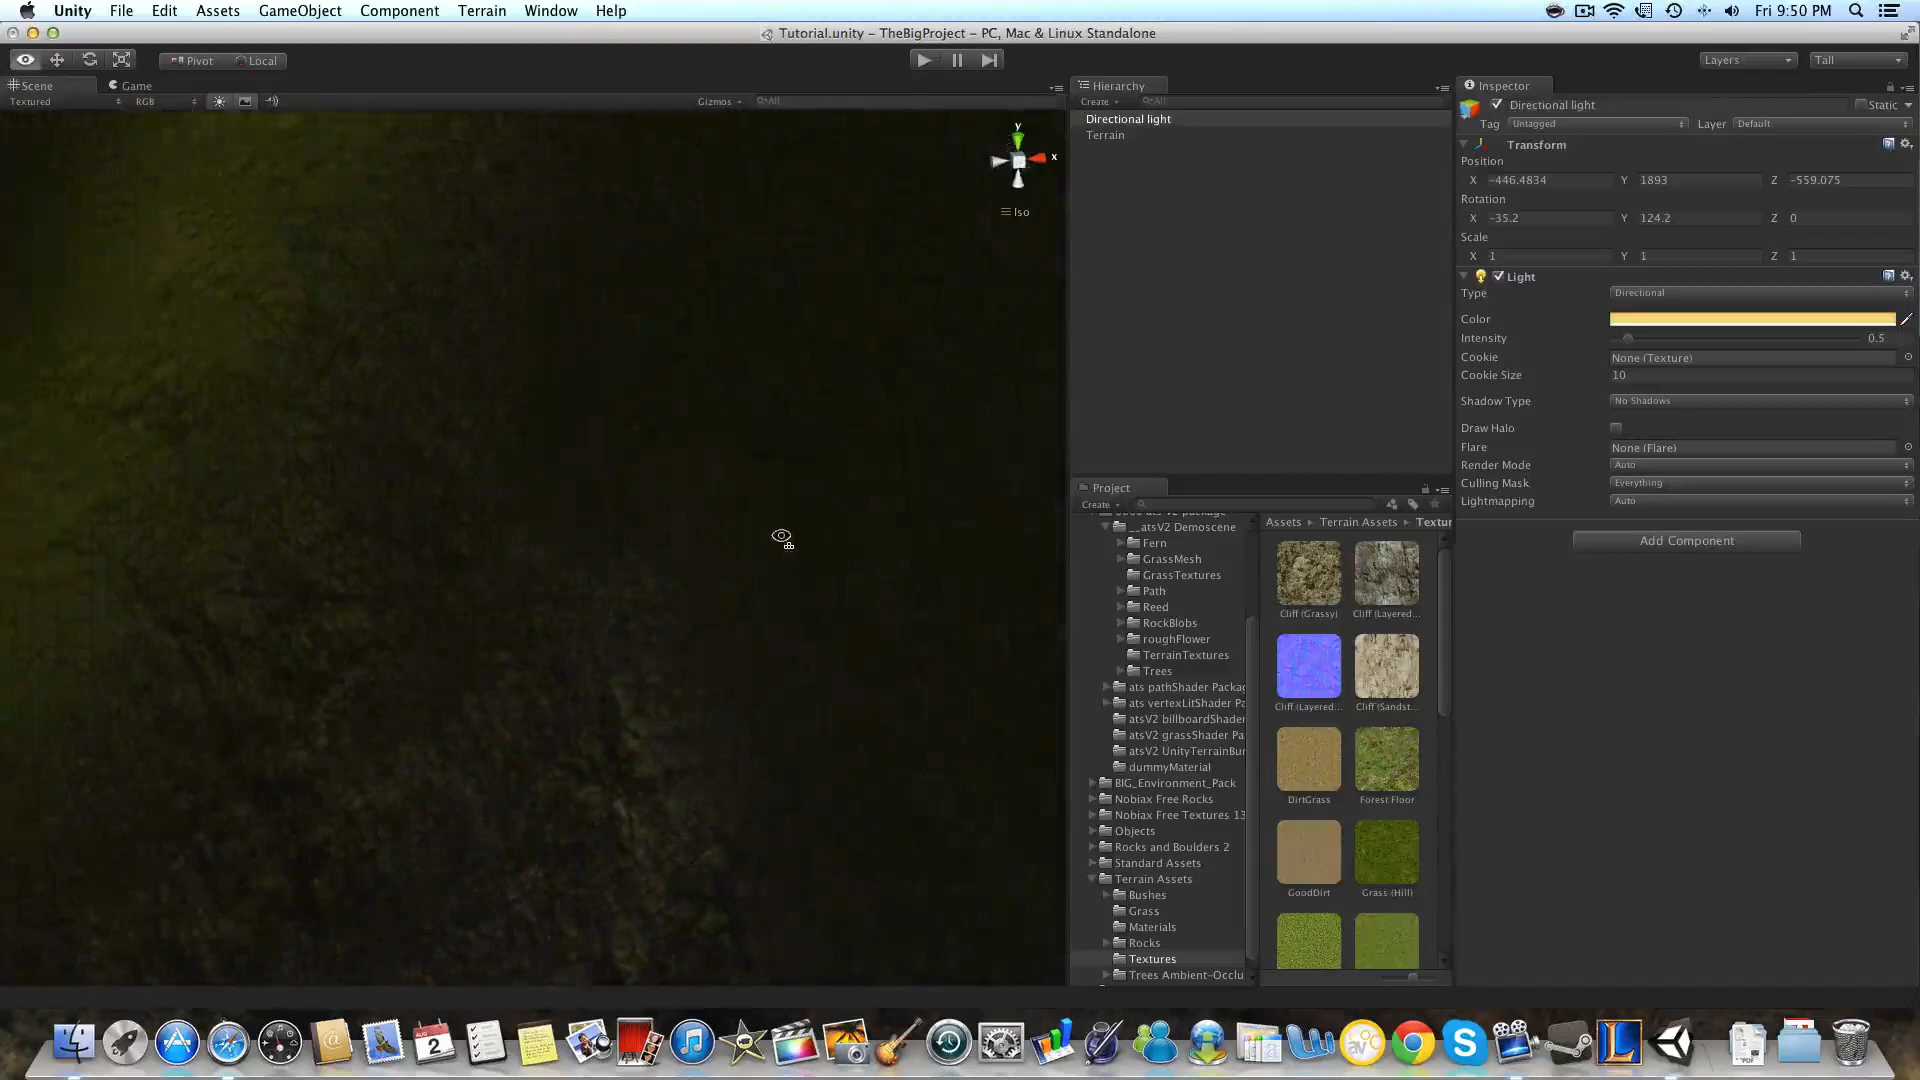 Unity File Edit Assets GameObject Component Terrain Window Help Fri 9:50 PM
Tutorial.unity – TheBigProject – PC, Mac & Linux Standalone
Pivot Local Layers Tall
Scene Game
Textured RGB Gizmos All
y
x
Iso
Hierarchy
Create All
Directional light
Terrain
Inspector
Directional light Static
Tag Untagged Layer Default
Transform
Position
X -446.4834 Y 1893 Z -559.075
Rotation
X -35.2 Y 124.2 Z 0
Scale
X 1 Y 1 Z 1
Light
Type Directional
Color
Intensity 0.5
Cookie None (Texture)
Cookie Size 10
Shadow Type No Shadows
Draw Halo
Flare None (Flare)
Render Mode Auto
Culling Mask Everything
Lightmapping Auto
Add Component
Project
Create
__atsV2 Demoscene
Fern
GrassMesh
GrassTextures
Path
Reed
RockBlobs
roughFlower
TerrainTextures
Trees
ats pathShader Packag
ats vertexLitShader Pa
atsV2 billboardShader
atsV2 grassShader Pa
atsV2 UnityTerrainBur
dummyMaterial
BIG_Environment_Pack
Nobiax Free Rocks
Nobiax Free Textures 13
Objects
Rocks and Boulders 2
Standard Assets
Terrain Assets
Bushes
Grass
Materials
Rocks
Textures
Trees Ambient-Occlu
Assets ▸ Terrain Assets ▸ Textur
Cliff (Grassy) Cliff (Layered...
Cliff (Layered... Cliff (Sandst...
DirtGrass Forest Floor
GoodDirt Grass (Hill)
AUG
2